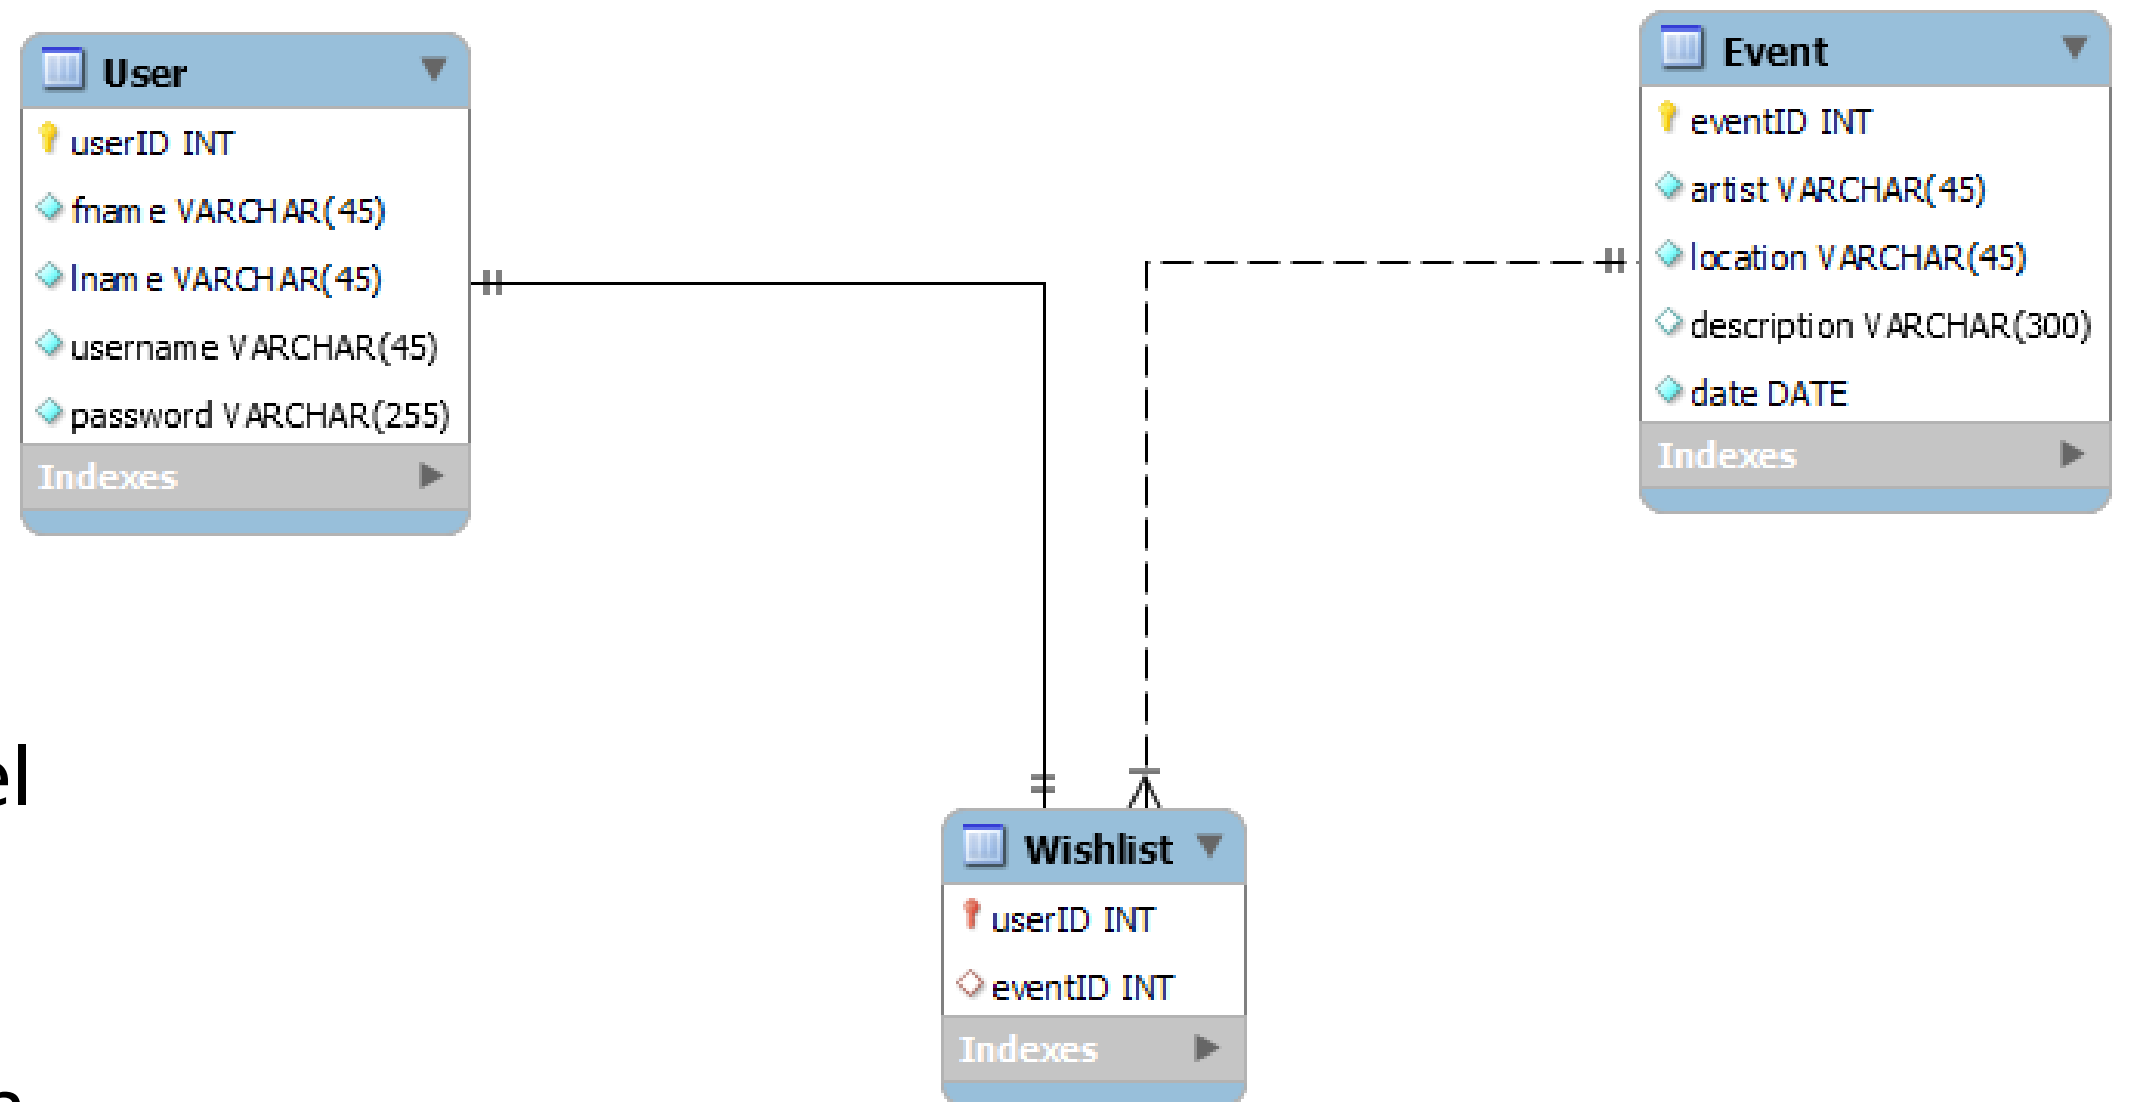 User
userID INT
fname VARCHAR(45)
lname VARCHAR(45)
username VARCHAR(45)
password VARCHAR(255)
Indexes
Event
eventID INT
artist VARCHAR(45)
location VARCHAR(45)
description VARCHAR(300)
date DATE
Indexes
el
Wishlist
userID INT
eventID INT
Indexes